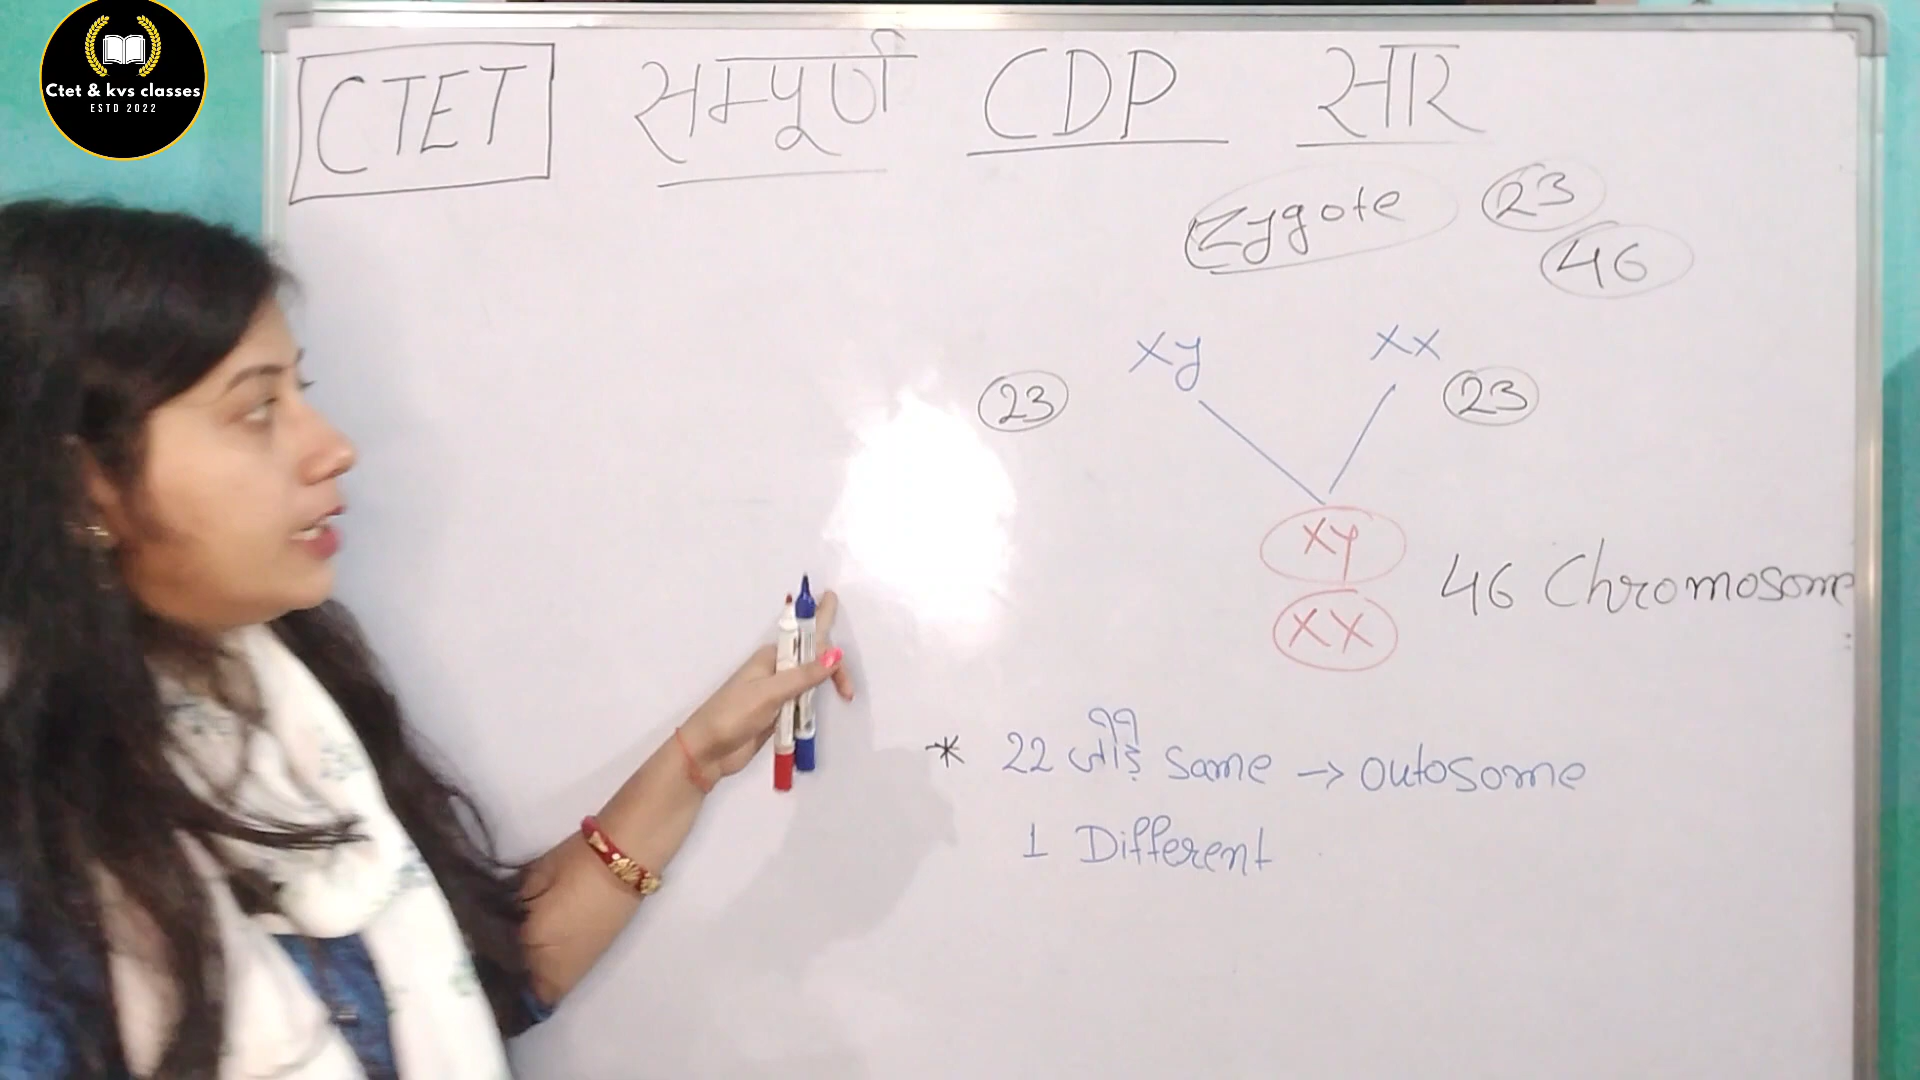 Ctet & kvs classes
ESTD 2022
CTET सम्पूर्ण CDP सार
Zygote 23
46
xy xx
23 23
xy
xx
46 Chromosome
* 22 जोड़े same → outosome
1 Different